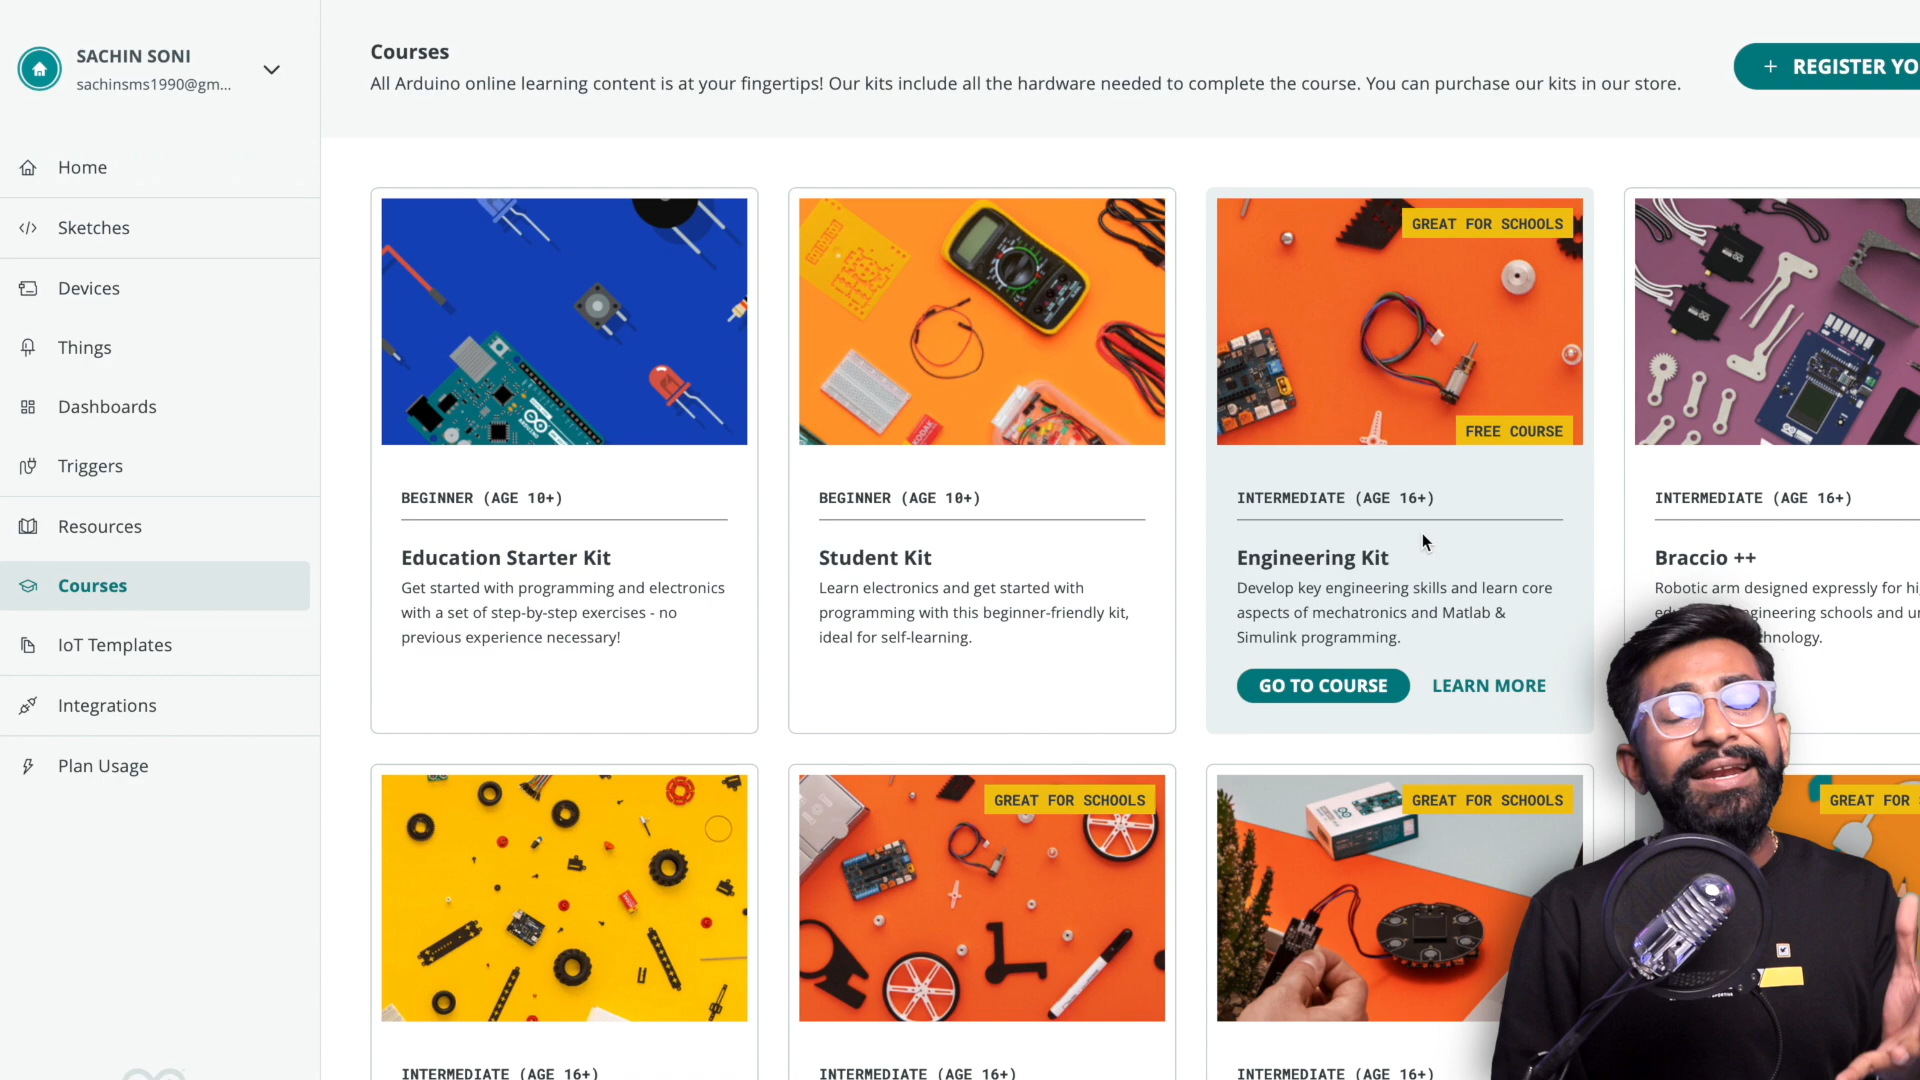 SACHIN SONI
sachinsms1990@gm...
Home
Sketches
Devices
Things
Dashboards
Triggers
Resources
Courses
IoT Templates
Integrations
Plan Usage
Courses
All Arduino online learning content is at your fingertips! Our kits include all the hardware needed to complete the course. You can purchase our kits in our store.
+ REGISTER YO
ARDUINO
BEGINNER (AGE 10+)
Education Starter Kit
Get started with programming and electronics
with a set of step-by-step exercises - no
previous experience necessary!
KODAK
BEGINNER (AGE 10+)
Student Kit
Learn electronics and get started with
programming with this beginner-friendly kit,
ideal for self-learning.
GREAT FOR SCHOOLS
FREE COURSE
INTERMEDIATE (AGE 16+)
Engineering Kit
Develop key engineering skills and learn core
aspects of mechatronics and Matlab &
Simulink programming.
GO TO COURSE
LEARN MORE
INTERMEDIATE (AGE 16+)
Braccio ++
Robotic arm designed expressly for hi
ngineering schools and u
hnology.
INTERMEDIATE (AGE 16+)
GREAT FOR SCHOOLS
INTERMEDIATE (AGE 16+)
GREAT FOR SCHOOLS
INTERMEDIATE (AGE 16+)
GREAT FOR